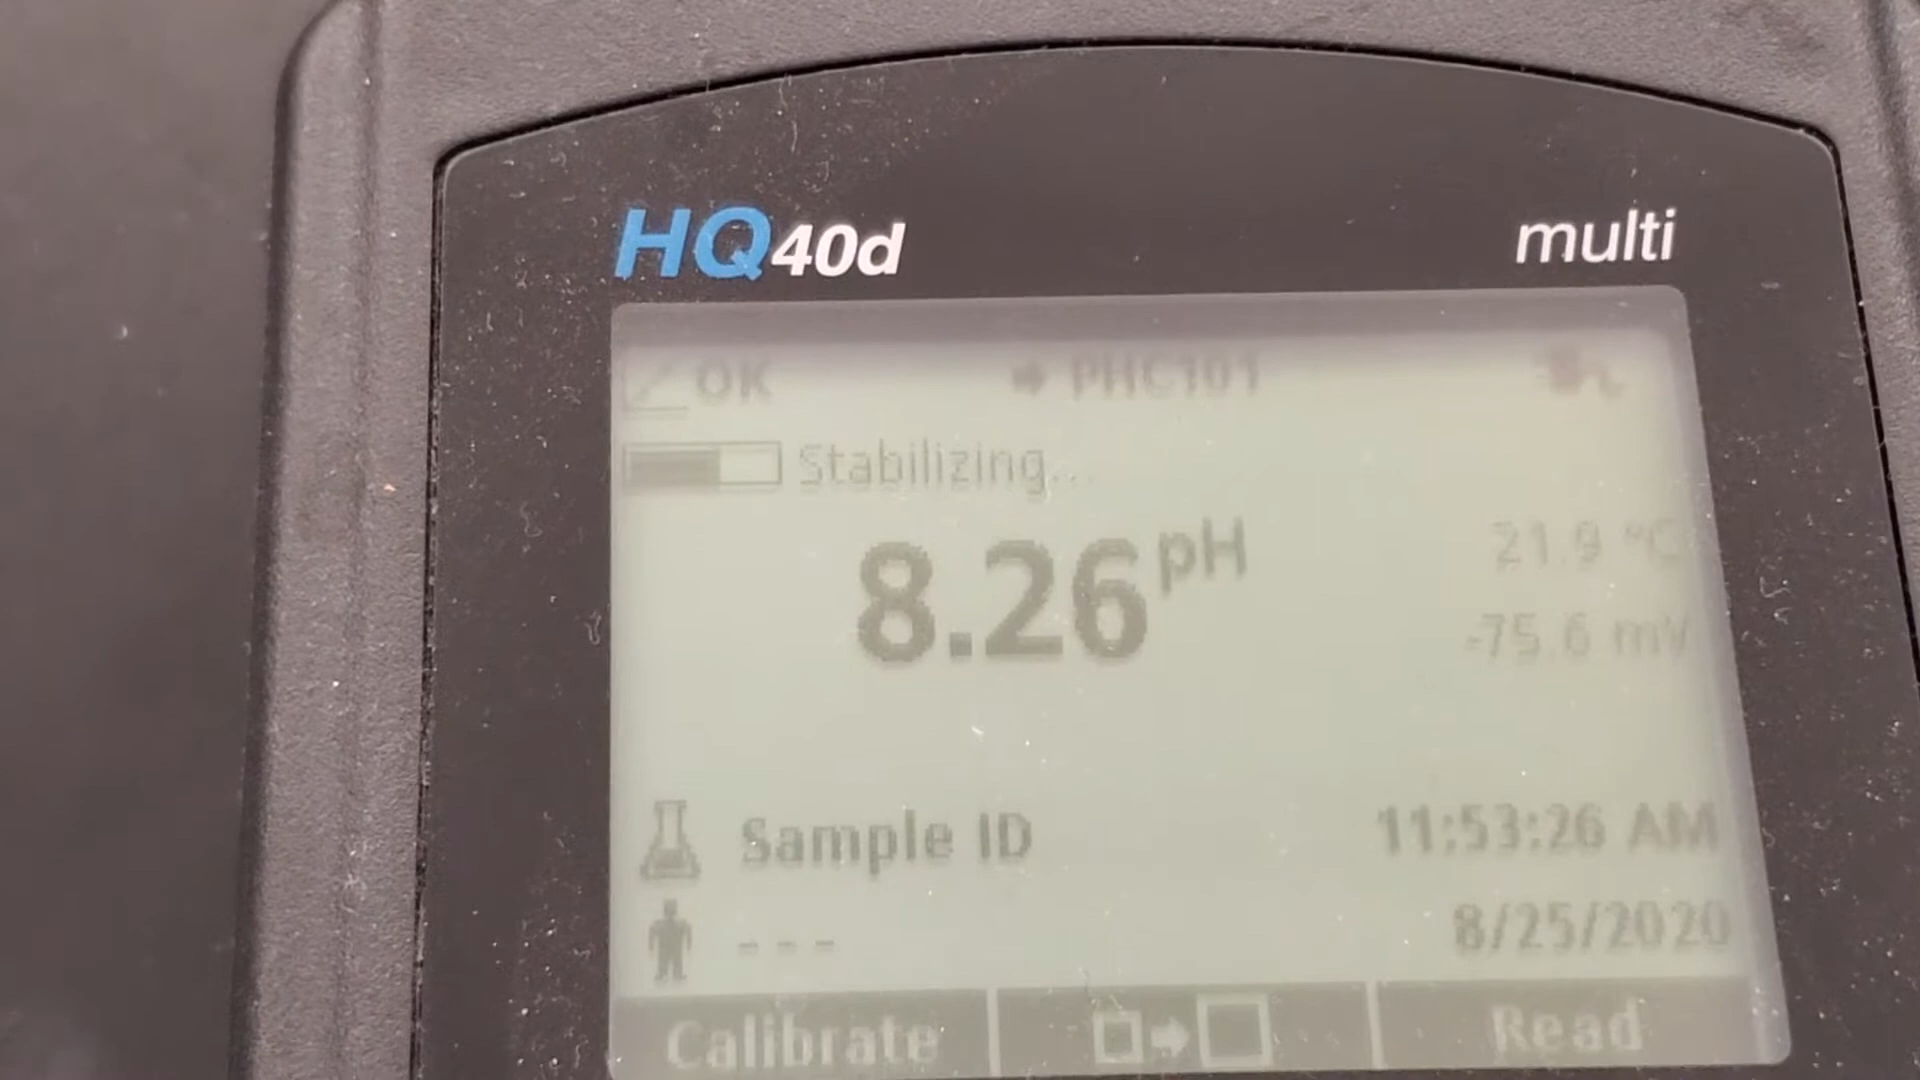 HQ40d multi
OK PHC101
Stabilizing...
8.26 pH 21.9 °C
-75.6 mV
Sample ID 11:53:26 AM
--- 8/25/2020
Calibrate Read